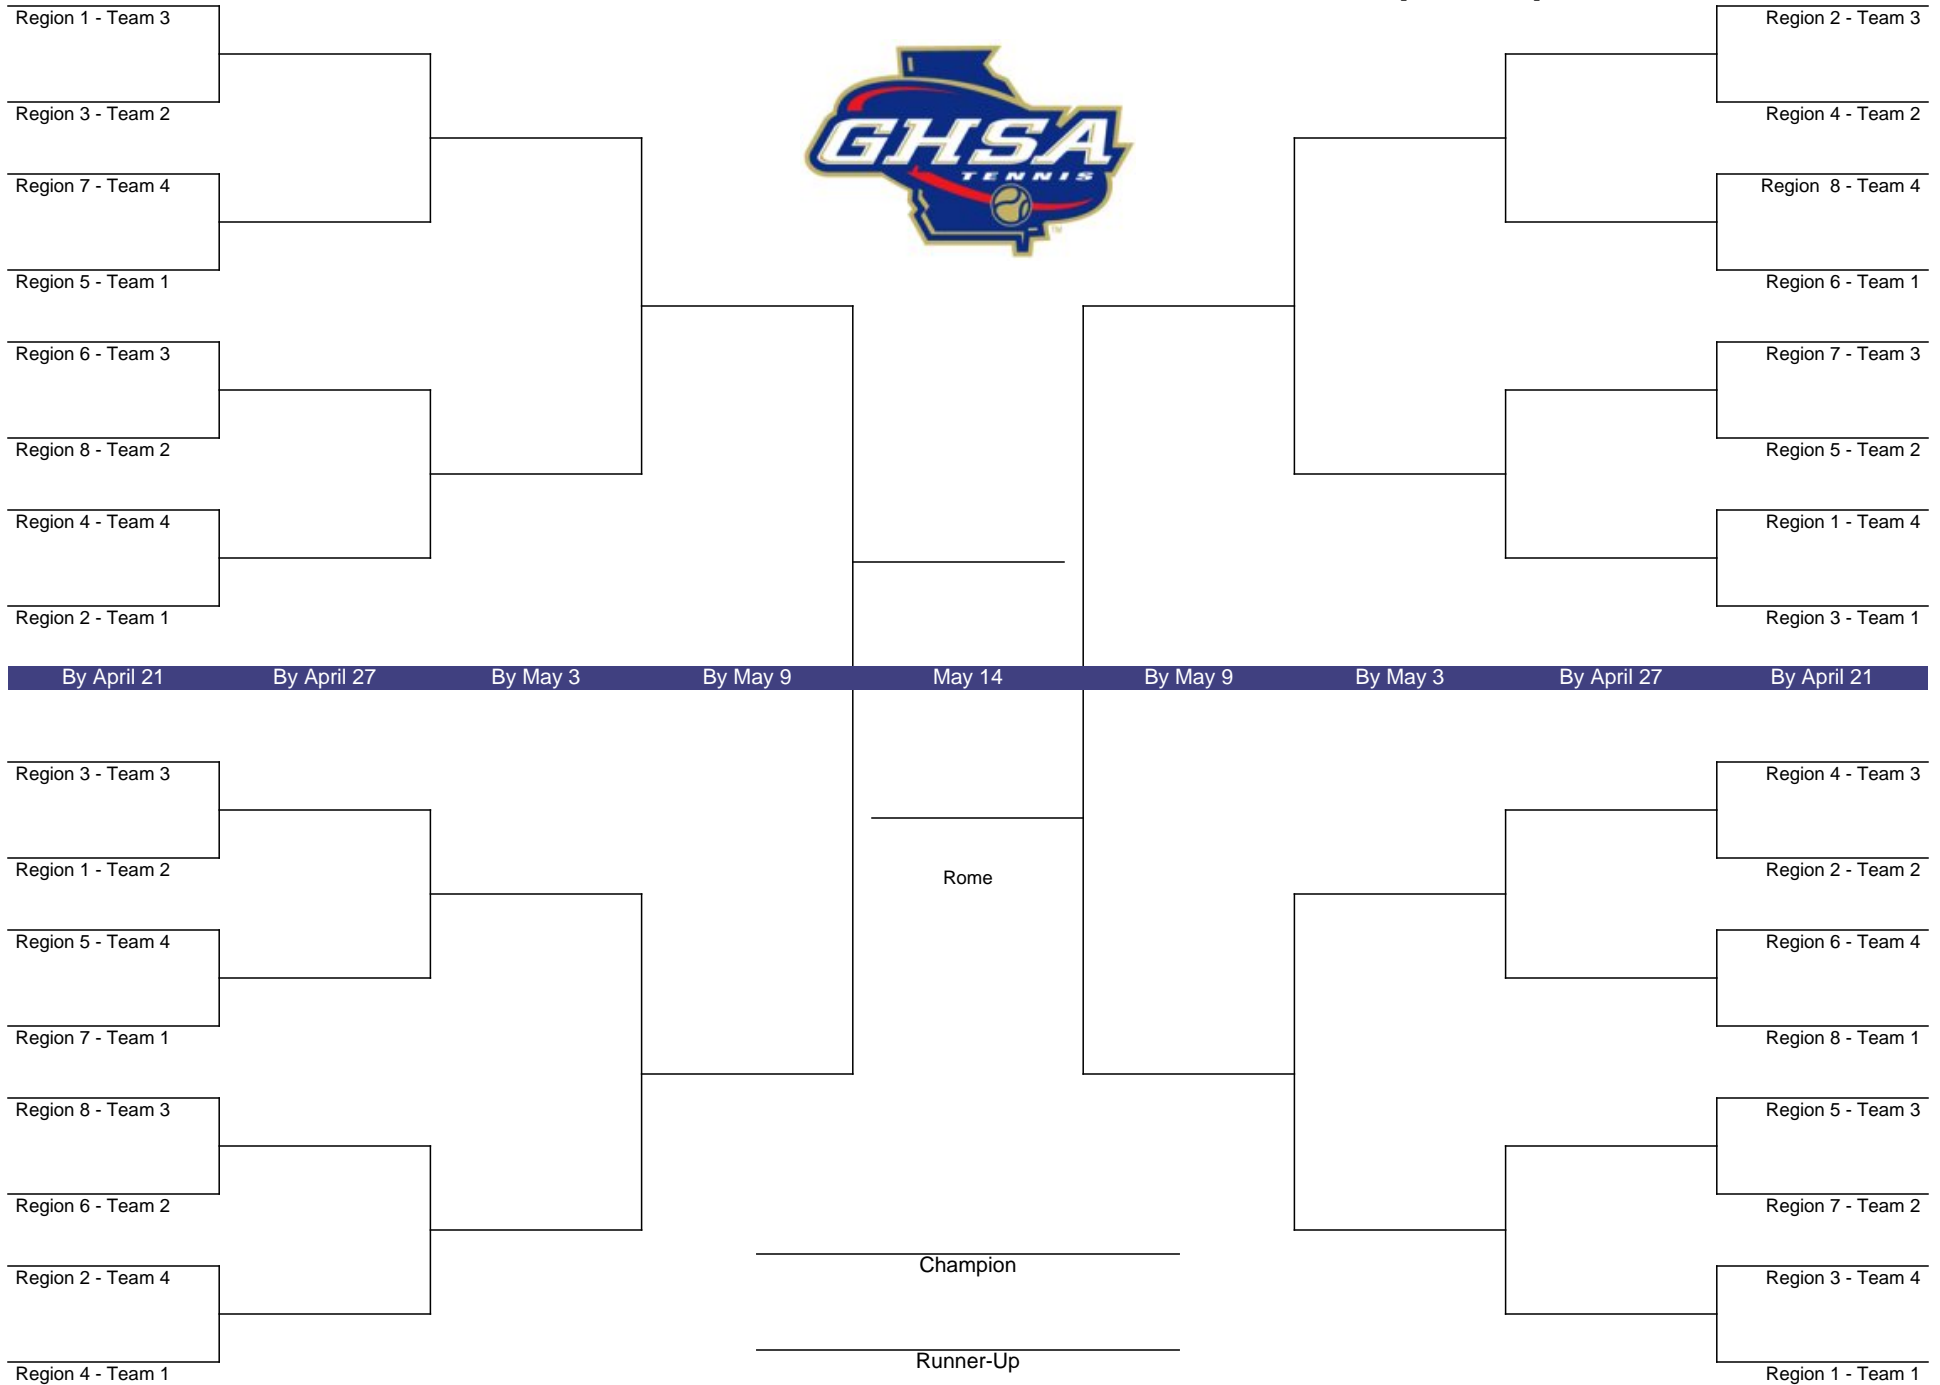 Region 1 - Team 3
Region 3 - Team 2
Region 7 - Team 4
Region 5 - Team 1
Region 6 - Team 3
Region 8 - Team 2
Region 4 - Team 4
Region 2 - Team 1
GHSA
TENNIS
TM
Region 2 - Team 3
Region 4 - Team 2
Region  8 - Team 4
Region 6 - Team 1
Region 7 - Team 3
Region 5 - Team 2
Region 1 - Team 4
Region 3 - Team 1
By April 21 By April 27 By May 3 By May 9 May 14 By May 9 By May 3 By April 27 By April 21
Region 3 - Team 3
Region 1 - Team 2
Region 5 - Team 4
Region 7 - Team 1
Region 8 - Team 3
Region 6 - Team 2
Region 2 - Team 4
Region 4 - Team 1
Rome
Champion
Runner-Up
Region 4 - Team 3
Region 2 - Team 2
Region 6 - Team 4
Region 8 - Team 1
Region 5 - Team 3
Region 7 - Team 2
Region 3 - Team 4
Region 1 - Team 1